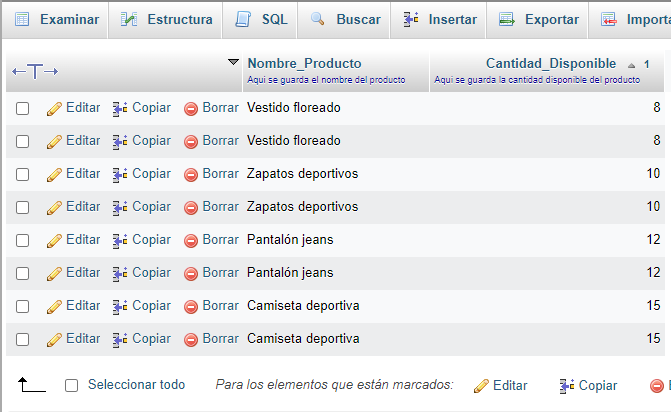 Examinar Estructura SQL Buscar Insertar Exportar Importa
Nombre_Producto Cantidad_Disponible 1
Aqui se guarda el nombre del producto Aqui se guarda la cantidad disponible del producto
Editar Copiar Borrar Vestido floreado 8
Editar Copiar Borrar Vestido floreado 8
Editar Copiar Borrar Zapatos deportivos 10
Editar Copiar Borrar Zapatos deportivos 10
Editar Copiar Borrar Pantalón jeans 12
Editar Copiar Borrar Pantalón jeans 12
Editar Copiar Borrar Camiseta deportiva 15
Editar Copiar Borrar Camiseta deportiva 15
Seleccionar todo Para los elementos que están marcados: Editar Copiar